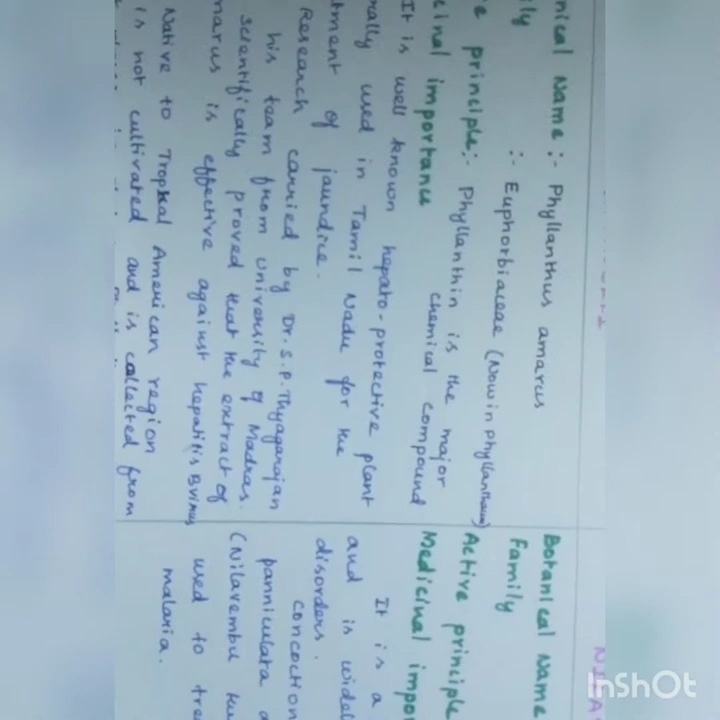 nical Name :- Phyllanthus amarus
ily :- Euphorbiaceae (Now in Phyllanthaceae)
e principle:- Phyllanthin is the major
chemical compound
cinal importance
It is well known hepato-protective plant
rally used in Tamil Nadu for the
tment of jaundice.
Research carried by Dr. S. P. Thyagarajan
his team from University of Madras.
scientifically proved that the extract of
marus is effective against hepatitis B virus
Native to Tropical American region
is not cultivated and is collected from
NILA
Botanical Name
Family
Active principle
Medicinal impor
It is a
and is widel
disorders.
concoction
panniculata a
(Nilavembu ku
used to tre
malaria.
InShOt